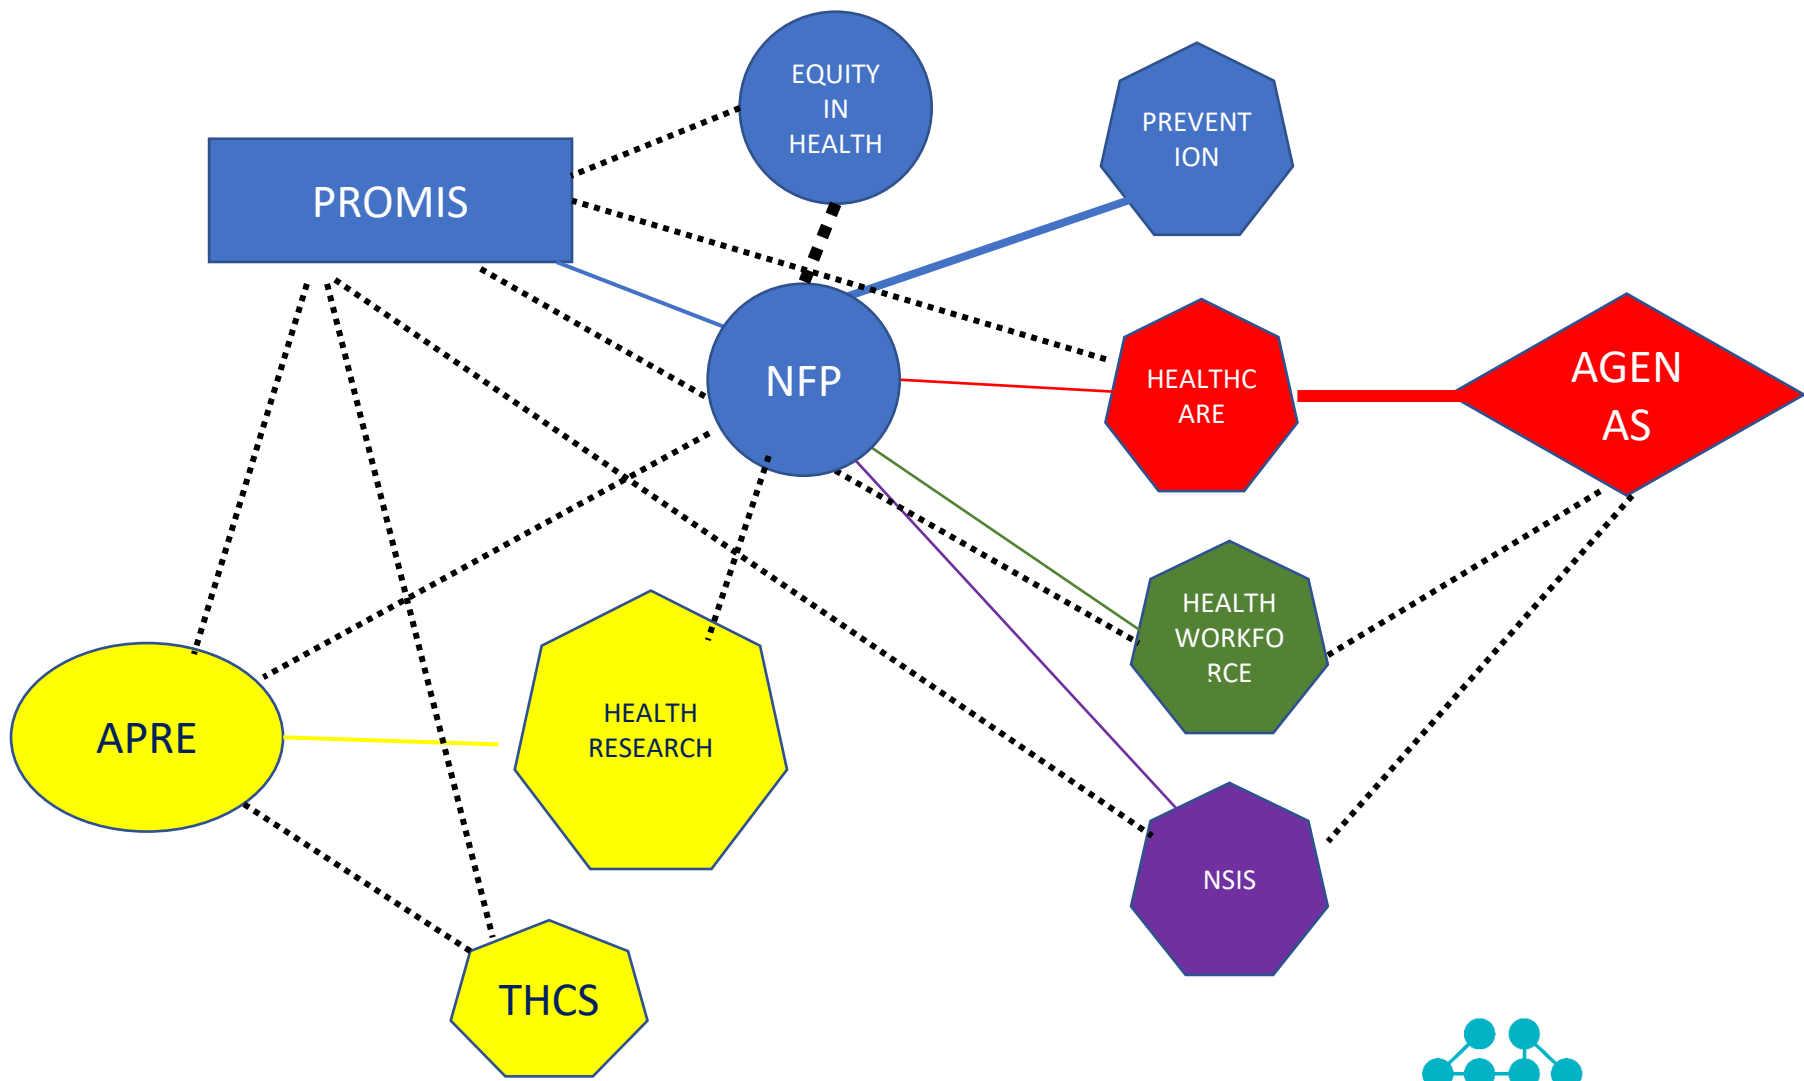 EQUITY
IN
HEALTH
PREVENT
ION
PROMIS
NFP
HEALTHC
ARE
AGEN
AS
HEALTH
WORKFO
RCE
APRE
HEALTH
RESEARCH
NSIS
THCS